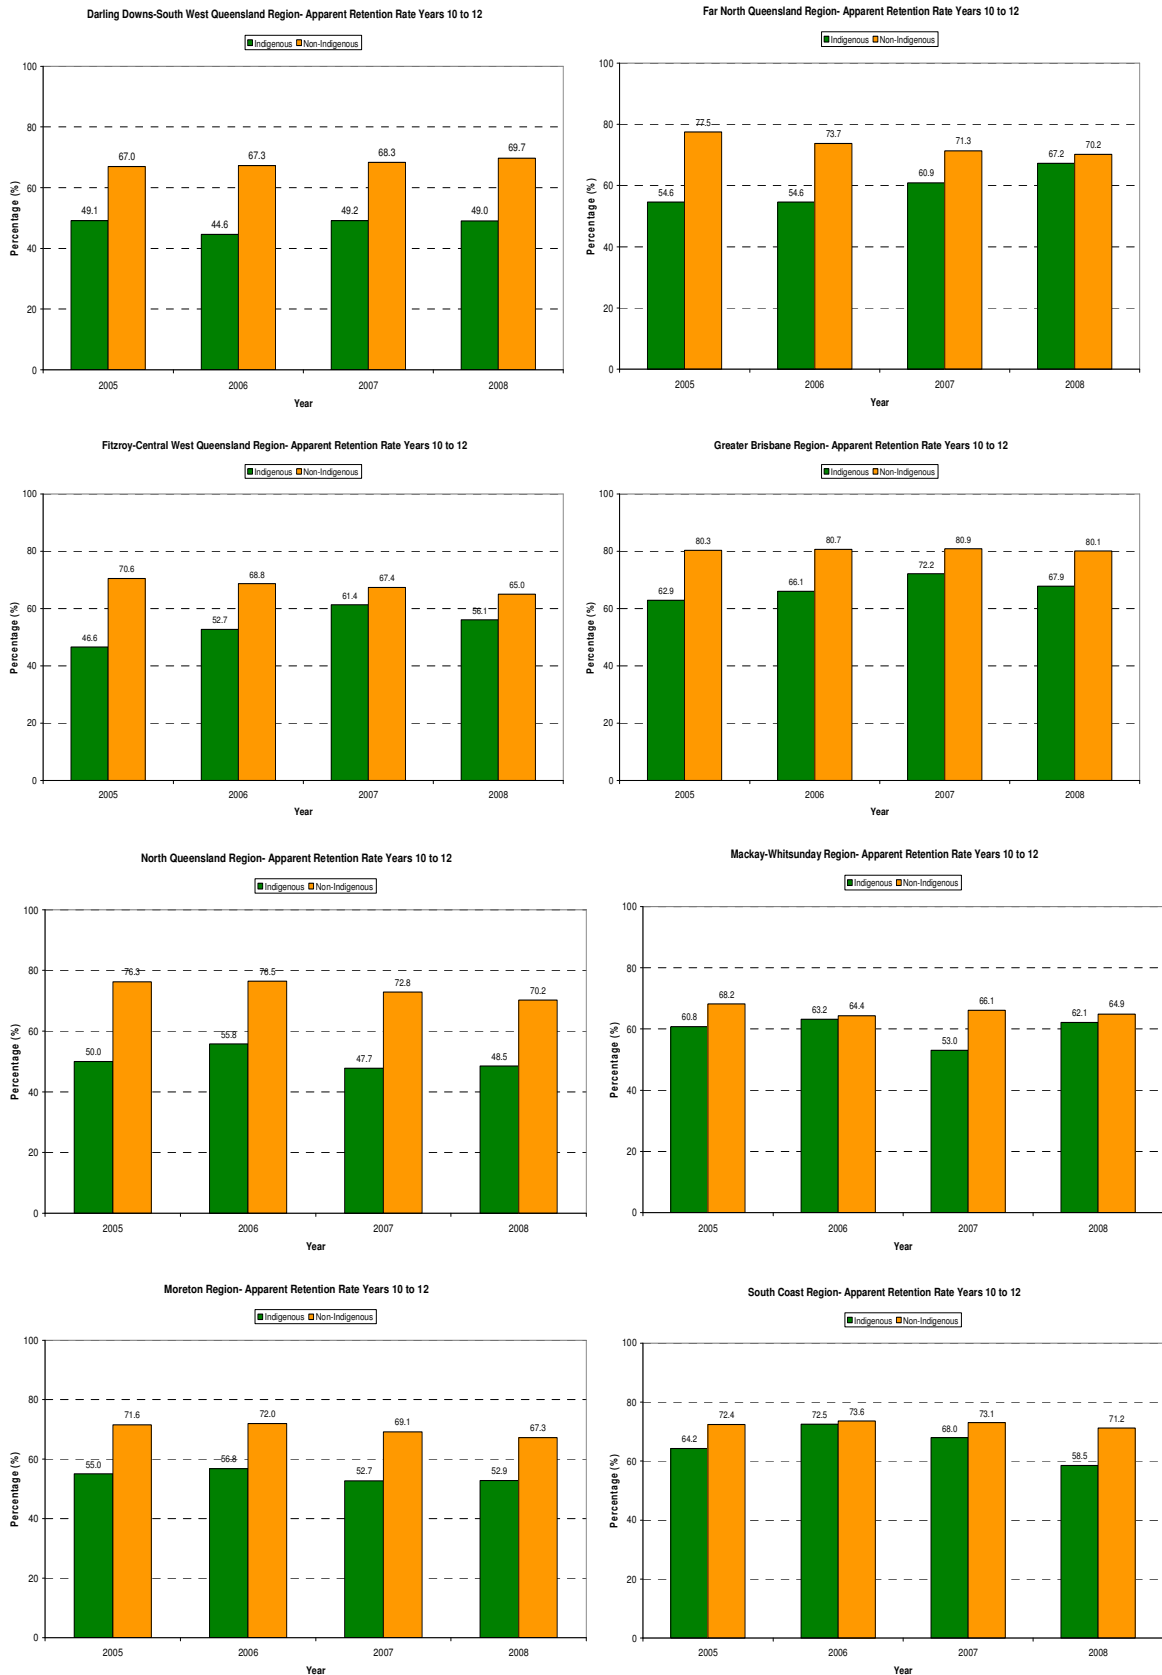 Darling Downs-South West Queensland Region- Apparent Retention Rate Years 10 to 12
Indigenous Non-Indigenous
Percentage (%)
100
80
60
40
20
0
49.1 67.0 44.6 67.3 49.2 68.3 49.0 69.7
2005 2006 2007 2008
Year
Far North Queensland Region- Apparent Retention Rate Years 10 to 12
Indigenous Non-Indigenous
Percentage (%)
100
80
60
40
20
0
54.6 77.5 54.6 73.7 60.9 71.3 67.2 70.2
2005 2006 2007 2008
Year
Fitzroy-Central West Queensland Region- Apparent Retention Rate Years 10 to 12
Indigenous Non-Indigenous
Percentage (%)
100
80
60
40
20
0
46.6 70.6 52.7 68.8 61.4 67.4 56.1 65.0
2005 2006 2007 2008
Year
Greater Brisbane Region- Apparent Retention Rate Years 10 to 12
Indigenous Non-Indigenous
Percentage (%)
100
80
60
40
20
0
62.9 80.3 66.1 80.7 72.2 80.9 67.9 80.1
2005 2006 2007 2008
Year
North Queensland Region- Apparent Retention Rate Years 10 to 12
Indigenous Non-Indigenous
Percentage (%)
100
80
60
40
20
0
50.0 76.3 55.8 76.5 47.7 72.8 48.5 70.2
2005 2006 2007 2008
Year
Mackay-Whitsunday Region- Apparent Retention Rate Years 10 to 12
Indigenous Non-Indigenous
Percentage (%)
100
80
60
40
20
0
60.8 68.2 63.2 64.4 53.0 66.1 62.1 64.9
2005 2006 2007 2008
Year
Moreton Region- Apparent Retention Rate Years 10 to 12
Indigenous Non-Indigenous
Percentage (%)
100
80
60
40
20
0
55.0 71.6 56.8 72.0 52.7 69.1 52.9 67.3
2005 2006 2007 2008
Year
South Coast Region- Apparent Retention Rate Years 10 to 12
Indigenous Non-Indigenous
Percentage (%)
100
80
60
40
20
0
64.2 72.4 72.5 73.6 68.0 73.1 58.5 71.2
2005 2006 2007 2008
Year